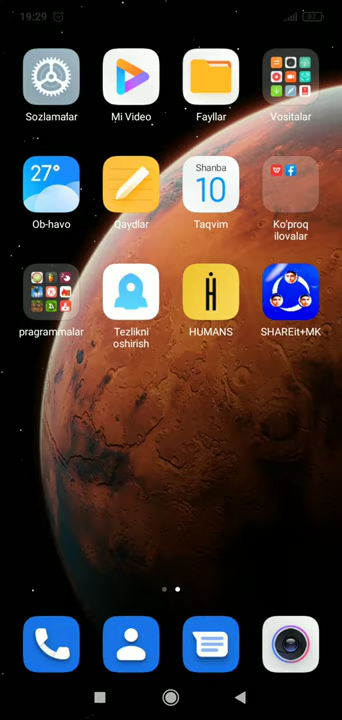 19:29
Sozlamalar
Mi Video
Fayllar
Vositalar
27°
Shanba
10
Ob-havo
Qaydlar
Taqvim
Ko'proq
ilovalar
pragrammalar
Tezlikni
oshirish
HUMANS
SHAREit+MK